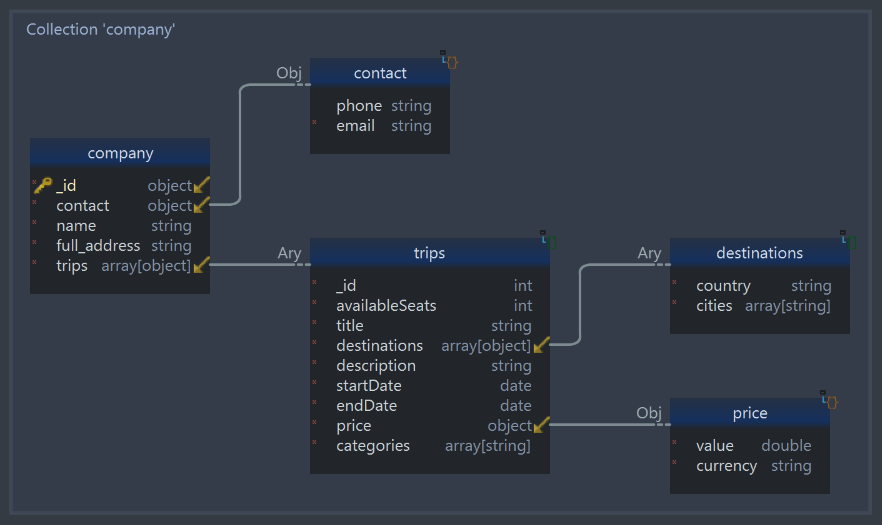 Collection 'company'
Obj
contact
phone string
email string
company
_id object
contact object
name string
full_address string
trips array[object]
Ary
trips
_id int
availableSeats int
title string
destinations array[object]
description string
startDate date
endDate date
price object
categories array[string]
Ary
destinations
country string
cities array[string]
Obj
price
value double
currency string